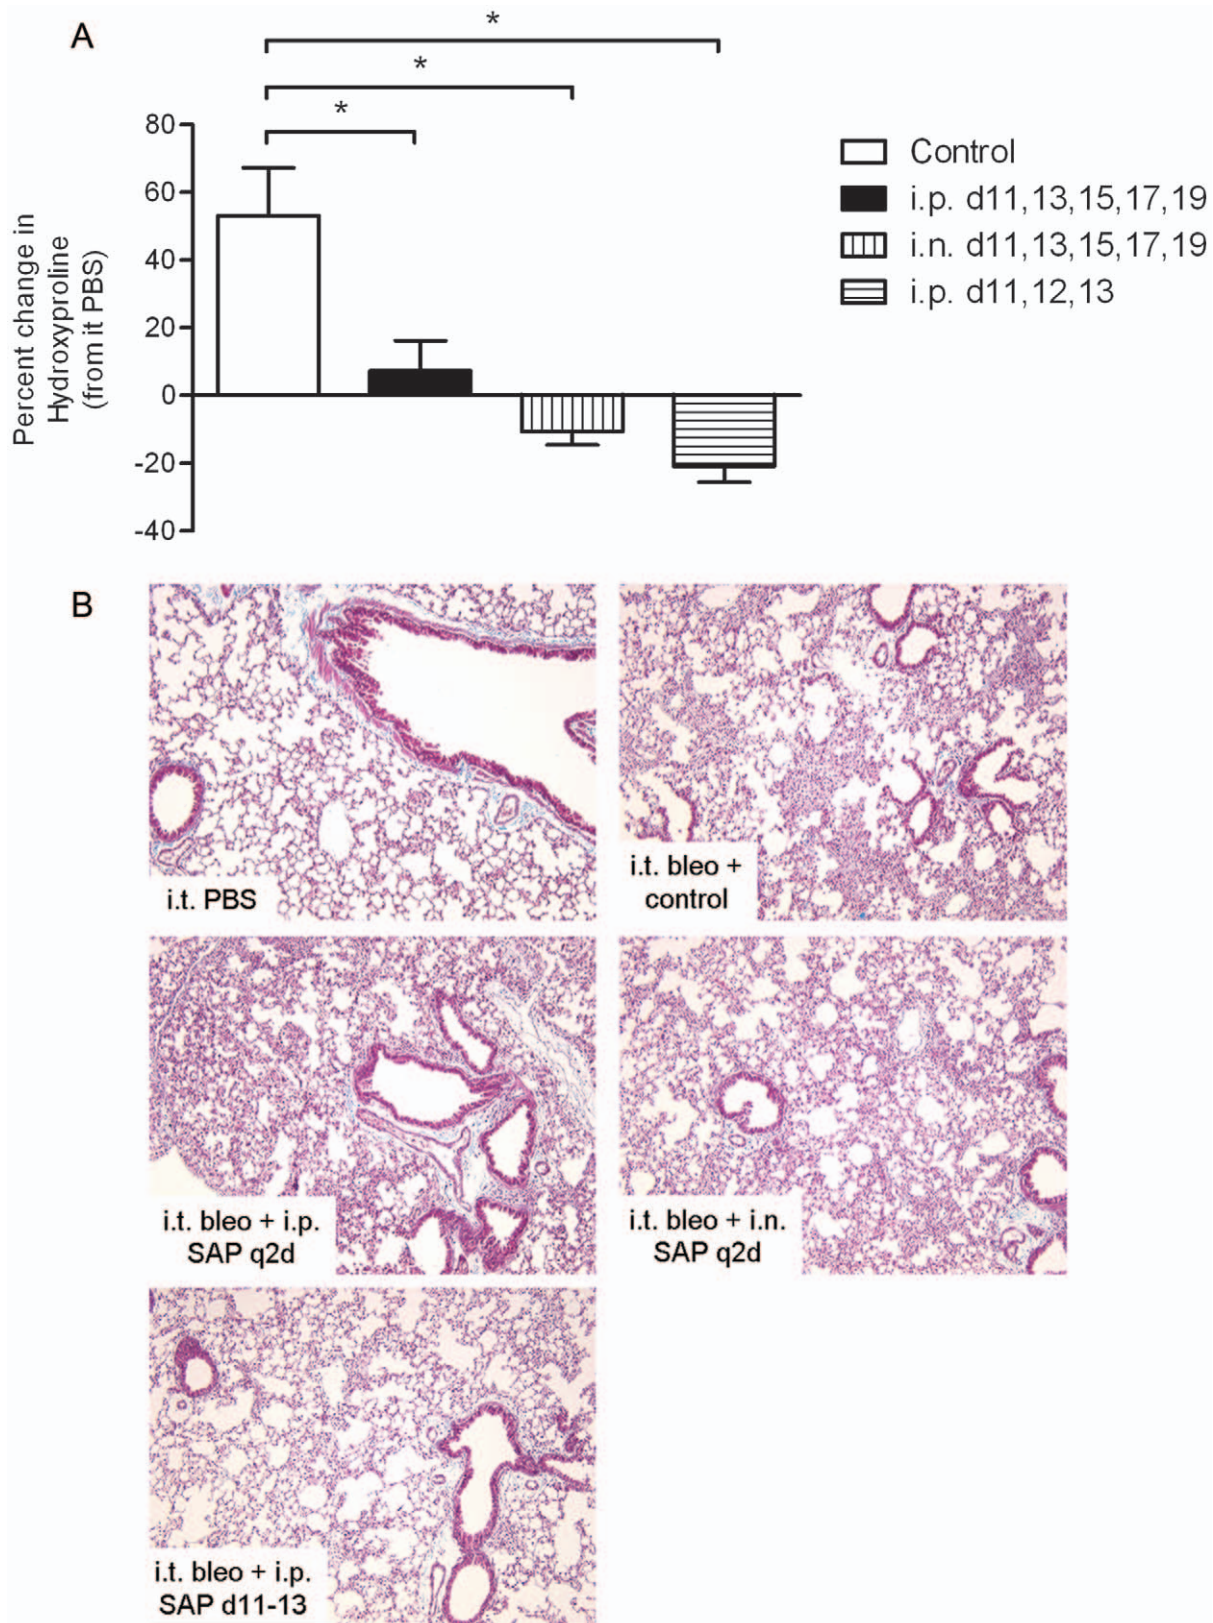 A
*
*
*
80
60
40
20
0
-20
-40
Percent change in
Hydroxyproline
(from it PBS)
Control
i.p. d11,13,15,17,19
i.n. d11,13,15,17,19
i.p. d11,12,13
B
i.t. PBS
i.t. bleo +
control
i.t. bleo + i.p.
SAP q2d
i.t. bleo + i.n.
SAP q2d
i.t. bleo + i.p.
SAP d11-13